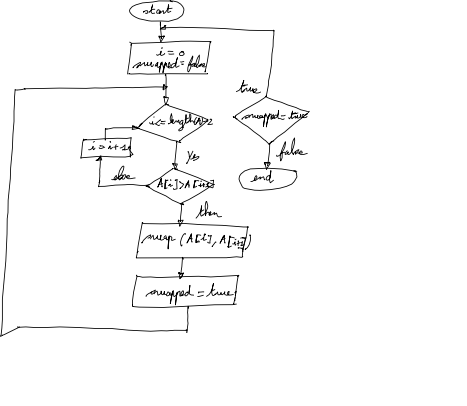 start
i = 0
swapped = false
true
i <= length(A)-2
swapped = true
false
i = i+1
yes
end
else
A[i] > A[i+1]
then
swap (A[i], A[i+1])
swapped = true